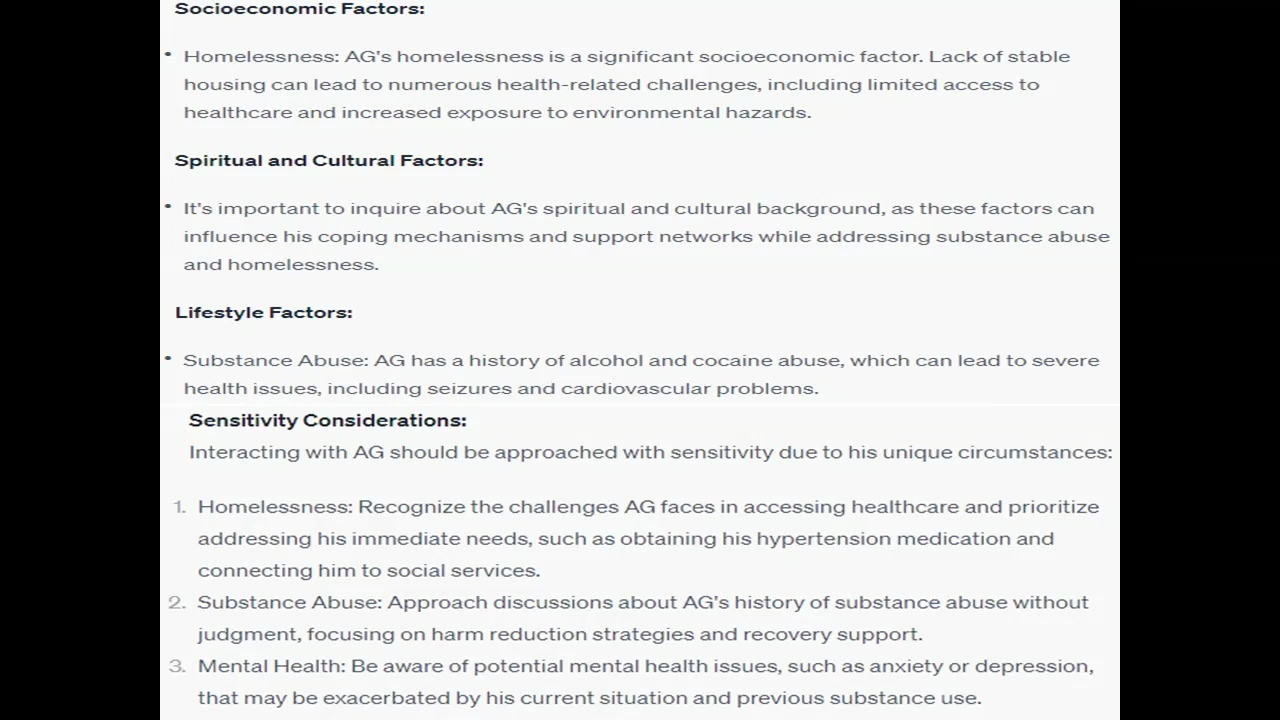 Socioeconomic Factors:
• Homelessness: AG's homelessness is a significant socioeconomic factor. Lack of stable
housing can lead to numerous health-related challenges, including limited access to
healthcare and increased exposure to environmental hazards.
Spiritual and Cultural Factors:
• It's important to inquire about AG's spiritual and cultural background, as these factors can
influence his coping mechanisms and support networks while addressing substance abuse
and homelessness.
Lifestyle Factors:
• Substance Abuse: AG has a history of alcohol and cocaine abuse, which can lead to severe
health issues, including seizures and cardiovascular problems.
Sensitivity Considerations:
Interacting with AG should be approached with sensitivity due to his unique circumstances:
1. Homelessness: Recognize the challenges AG faces in accessing healthcare and prioritize
addressing his immediate needs, such as obtaining his hypertension medication and
connecting him to social services.
2. Substance Abuse: Approach discussions about AG's history of substance abuse without
judgment, focusing on harm reduction strategies and recovery support.
3. Mental Health: Be aware of potential mental health issues, such as anxiety or depression,
that may be exacerbated by his current situation and previous substance use.